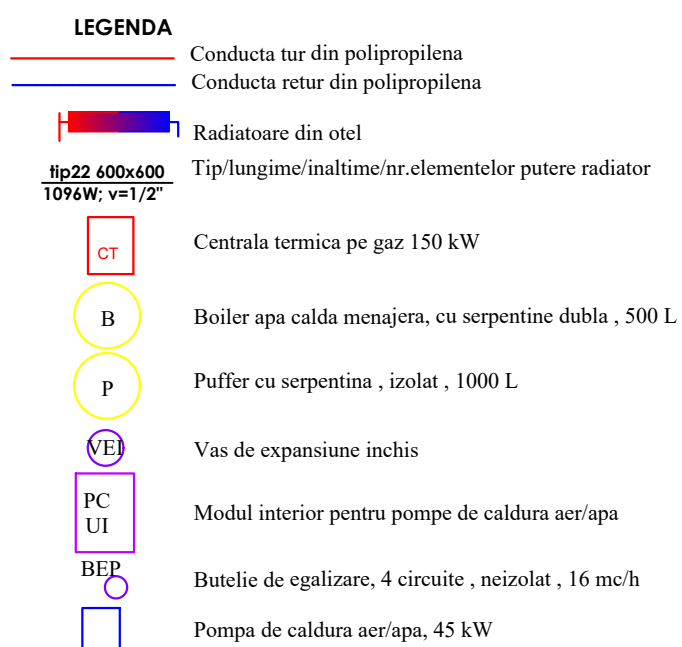 LEGENDA
Conducta tur din polipropilena
Conducta retur din polipropilena
Radiatoare din otel
tip22 600x600
1096W; v=1/2"
Tip/lungime/inaltime/nr.elementelor putere radiator
CT
Centrala termica pe gaz 150 kW
B
Boiler apa calda menajera, cu serpentine dubla , 500 L
P
Puffer cu serpentina , izolat , 1000 L
VEI
Vas de expansiune inchis
PC
UI
Modul interior pentru pompe de caldura aer/apa
BEP
Butelie de egalizare, 4 circuite , neizolat , 16 mc/h
Pompa de caldura aer/apa, 45 kW